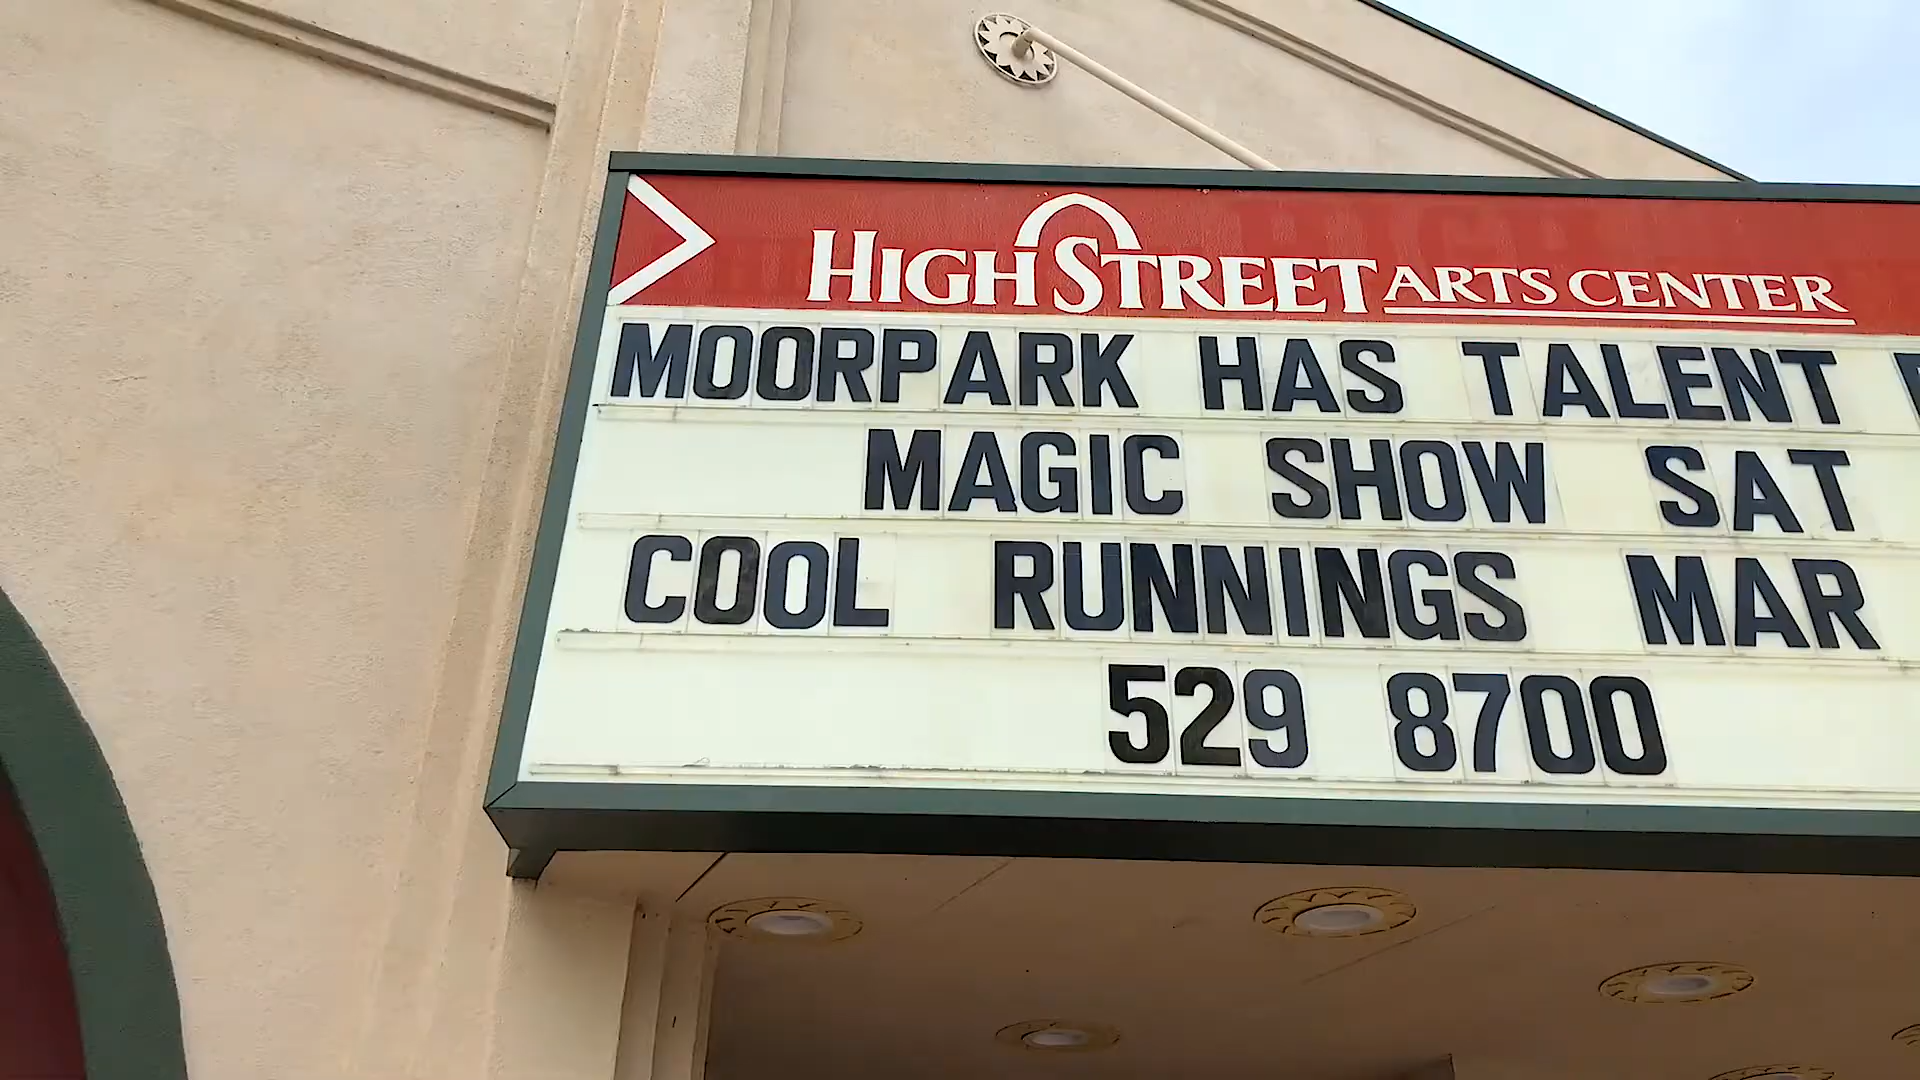 HIGH STREET ARTS CENTER
MOORPARK HAS TALENT
MAGIC SHOW SAT
COOL RUNNINGS MAR
529 8700